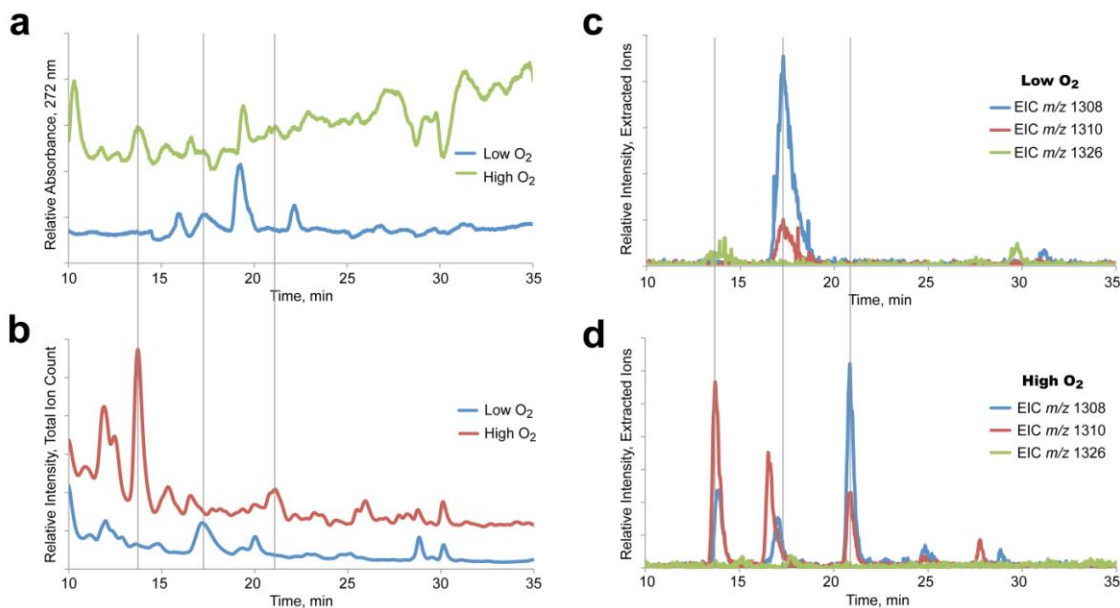 a
Relative Absorbance, 272 nm
Low O2
High O2
10 15 20 25 30 35
Time, min
b
Relative Intensity, Total Ion Count
Low O2
High O2
10 15 20 25 30 35
Time, min
c
Relative Intensity, Extracted Ions
Low O2
EIC m/z 1308
EIC m/z 1310
EIC m/z 1326
10 15 20 25 30 35
Time, min
d
Relative Intensity, Extracted Ions
High O2
EIC m/z 1308
EIC m/z 1310
EIC m/z 1326
10 15 20 25 30 35
Time, min